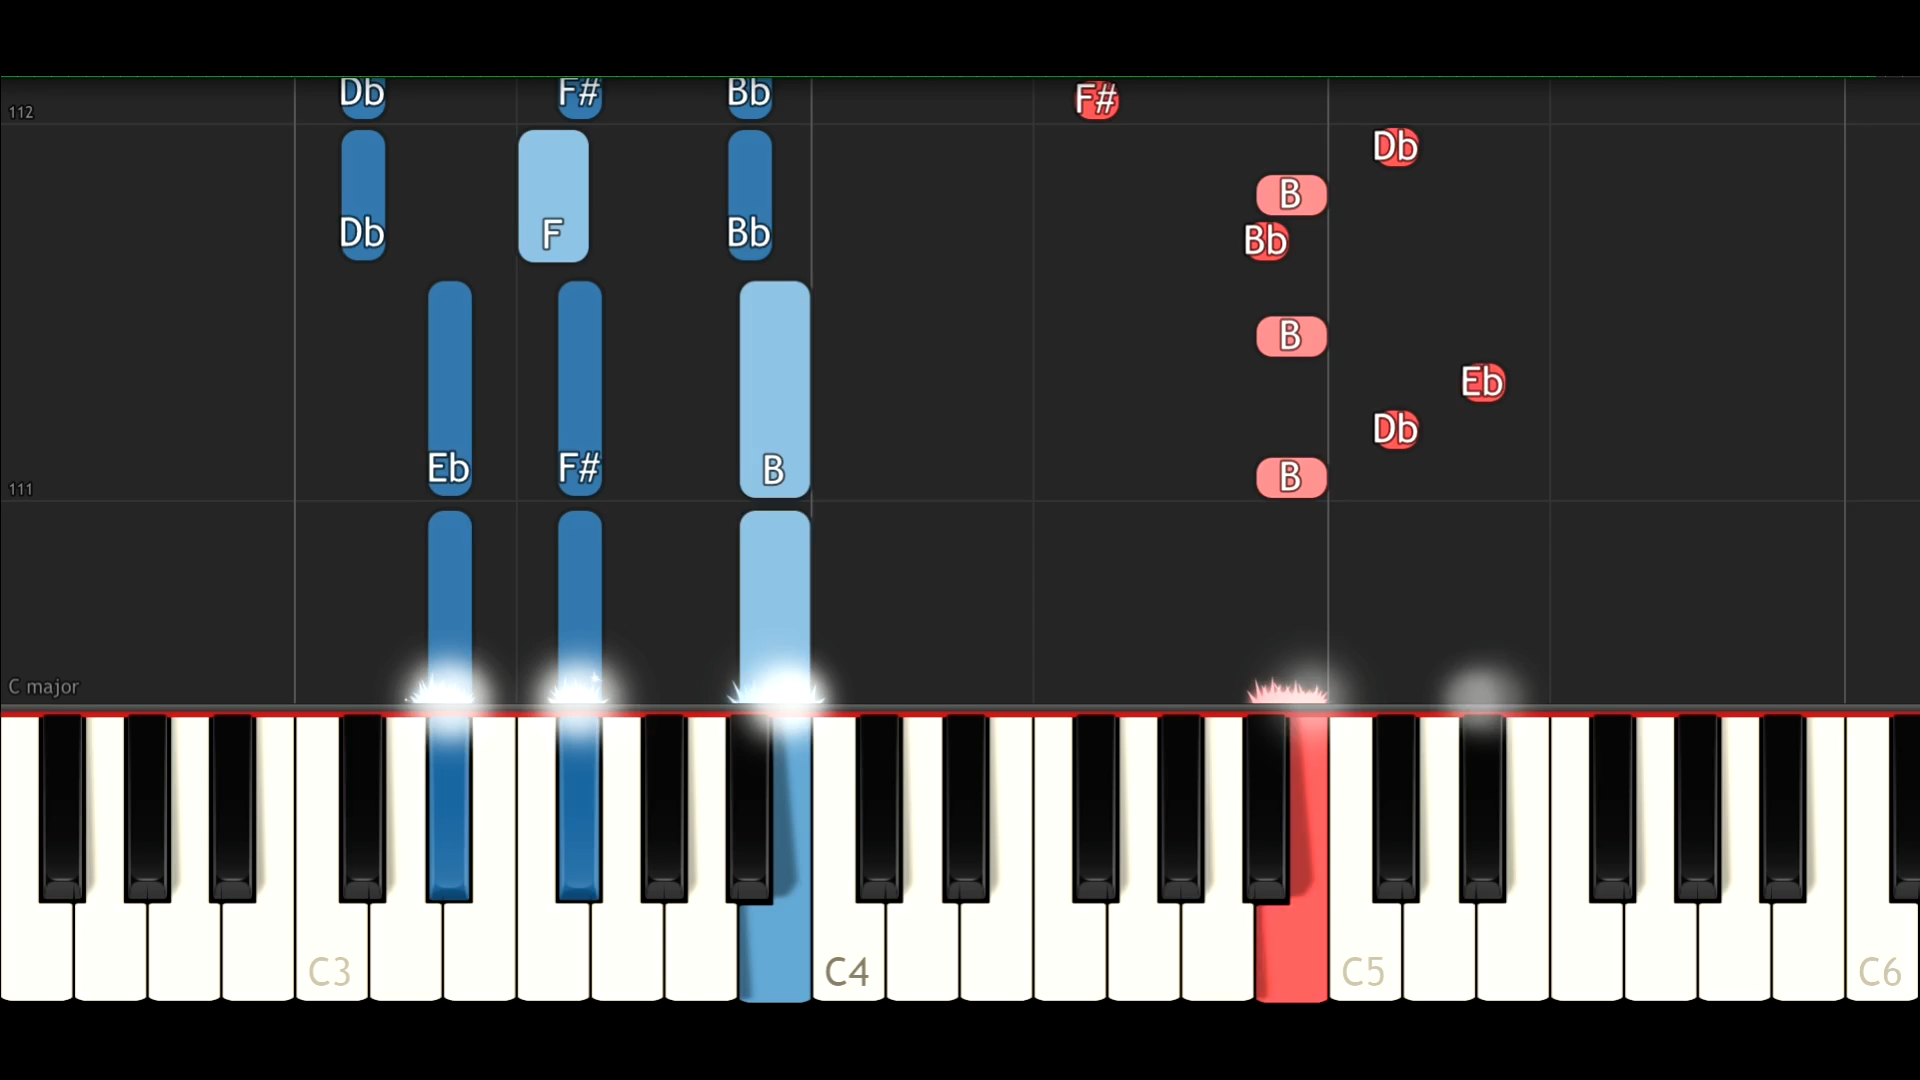 Db F# Bb F#
112
Db
B
Db F Bb Bb
B
Eb
Db
Eb F# B B
111
C major
C3 C4 C5 C6